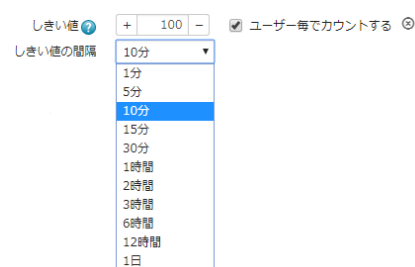 しきい値 ? + 100 − ユーザー毎でカウントする
しきい値の間隔 10分
1分
5分
10分
15分
30分
1時間
2時間
3時間
6時間
12時間
1日